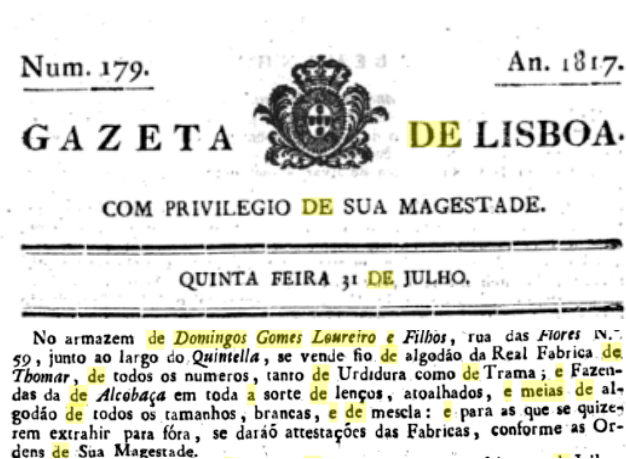 Num. 179.
An. 1817.
GAZETA DE LISBOA.
COM PRIVILEGIO DE SUA MAGESTADE.
QUINTA FEIRA 31 DE JULHO.
No armazem de Domingos Gomes Loureiro e Filhos, rua das Flores N.°
59, junto ao largo do Quintella, se vende fio de algodão da Real Fabrica de
Thomar, de todos os numeros, tanto de Urdidura como de Trama; e Fazen-
das da de Alcobaça em toda a sorte de lenços, atoalhados, e meias de al-
godão de todos os tamanhos, brancas, e de mescla: e para as que se quize-
rem extrahir para fóra, se daráõ attestações das Fabricas, conforme as Or-
dens de Sua Magestade.